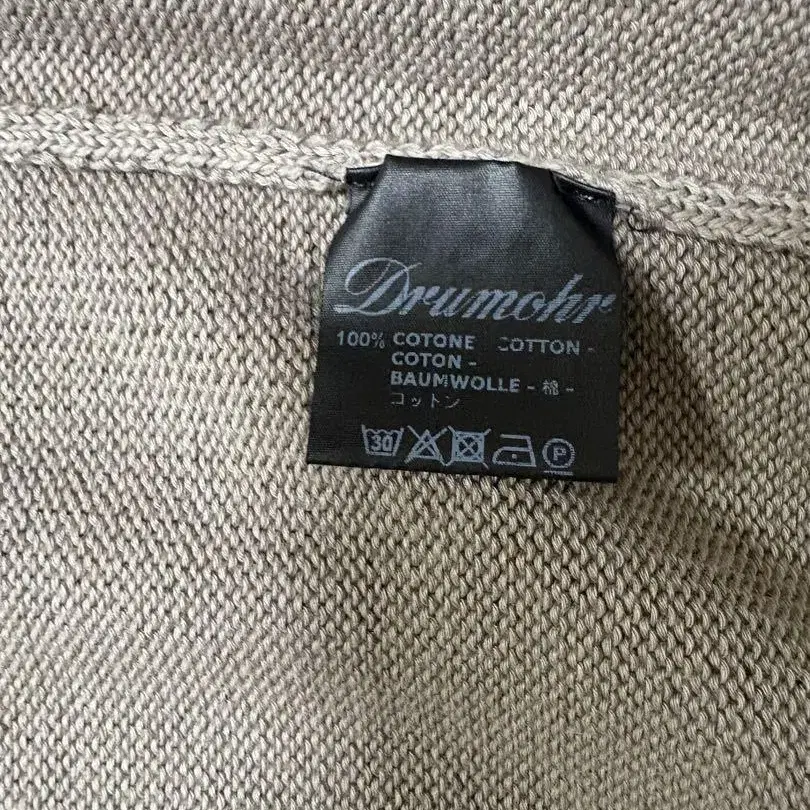 Drumohr
100% COTONE COTTON -
COTON -
BAUMWOLLE - 棉 -
コットン
30
P